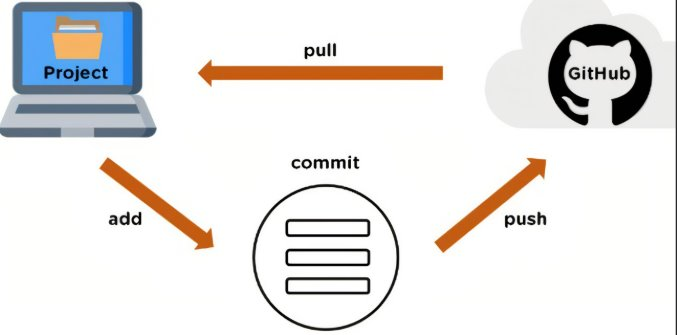 pull
Project
GitHub
commit
add
push